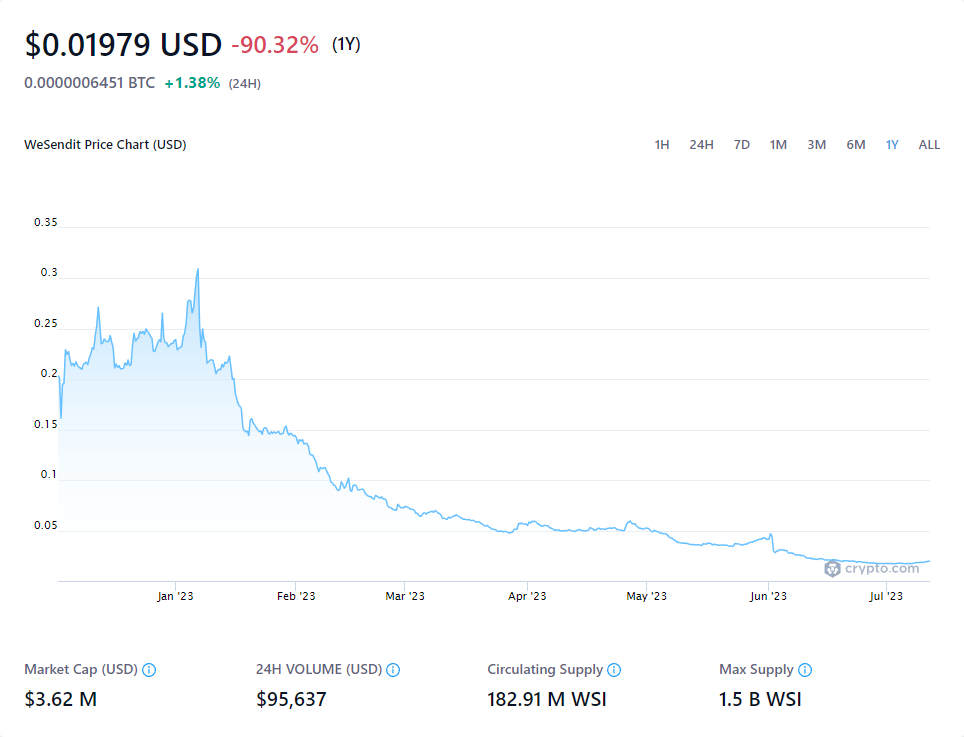 $0.01979 USD -90.32% (1Y)
0.0000006451 BTC +1.38% (24H)
WeSendit Price Chart (USD) 1H 24H 7D 1M 3M 6M 1Y ALL
0.35
0.3
0.25
0.2
0.15
0.1
0.05
crypto.com
Jan '23 Feb '23 Mar '23 Apr '23 May '23 Jun '23 Jul '23
Market Cap (USD) 24H VOLUME (USD) Circulating Supply Max Supply
$3.62 M $95,637 182.91 M WSI 1.5 B WSI